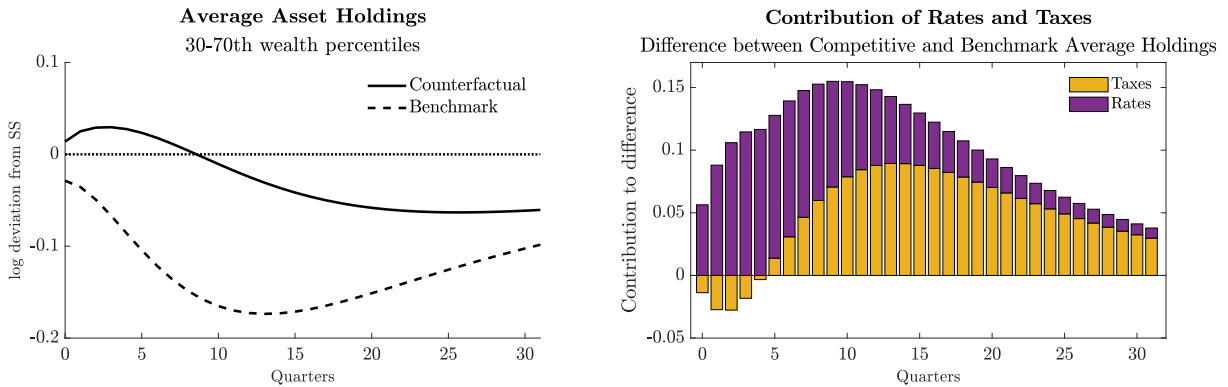 Average Asset Holdings
30-70th wealth percentiles
log deviation from SS
0.1
0
-0.1
-0.2
Counterfactual
Benchmark
0 5 10 15 20 25 30
Quarters
Contribution of Rates and Taxes
Difference between Competitive and Benchmark Average Holdings
Contribution to difference
0.15
0.1
0.05
0
-0.05
Taxes
Rates
0 5 10 15 20 25 30
Quarters